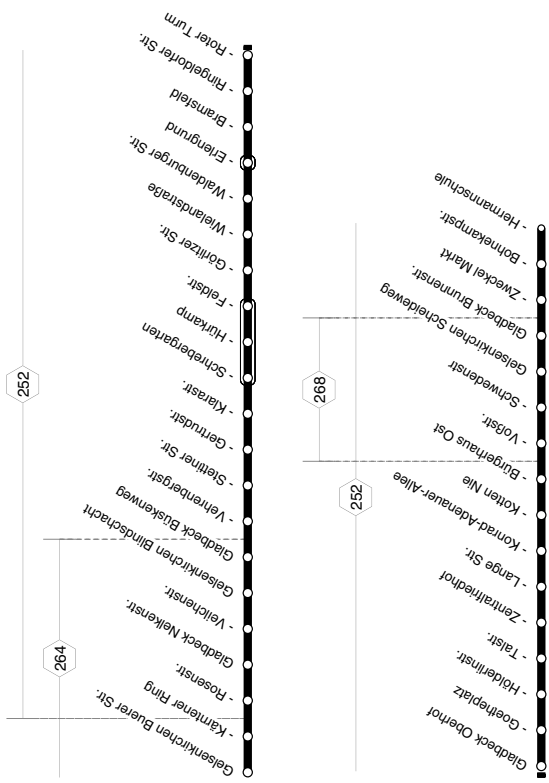 Roter Turm -
Ringeldorfer Str. -
Bramsfeld -
Erlengrund -
Waldenburger Str. -
Wielandstraße -
Görlitzer Str. -
Feldstr. -
Hürkamp -
Schrebergarten -
Klarastr. -
Gertrudstr. -
Stettiner Str. -
Vehrenbergstr. -
Gladbeck Büskenweg -
Gelsenkirchen Blindschacht -
Veilchenstr. -
Gladbeck Nelkenstr. -
Rosenstr. -
Kärntener Ring -
Gelsenkirchen Buerer Str. -
252
264
Hermannschule -
Bohnekampstr. -
Zweckel Markt -
Gladbeck Brunnenstr. -
Gelsenkirchen Scheideweg -
Schwedenstr -
Voßstr. -
Bürgerhaus Ost -
Kotten Nie -
Konrad-Adenauer-Allee -
Lange Str. -
Zentralfriedhof -
Talstr. -
Hölderlinstr. -
Goetheplatz -
Gladbeck Oberhof -
268
252